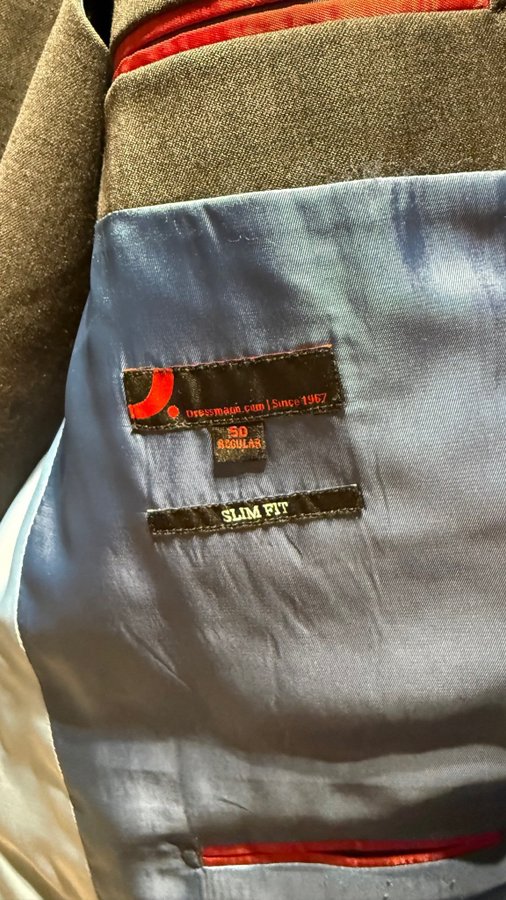 Dressmann.com | Since 1967
50
REGULAR
SLIM FIT